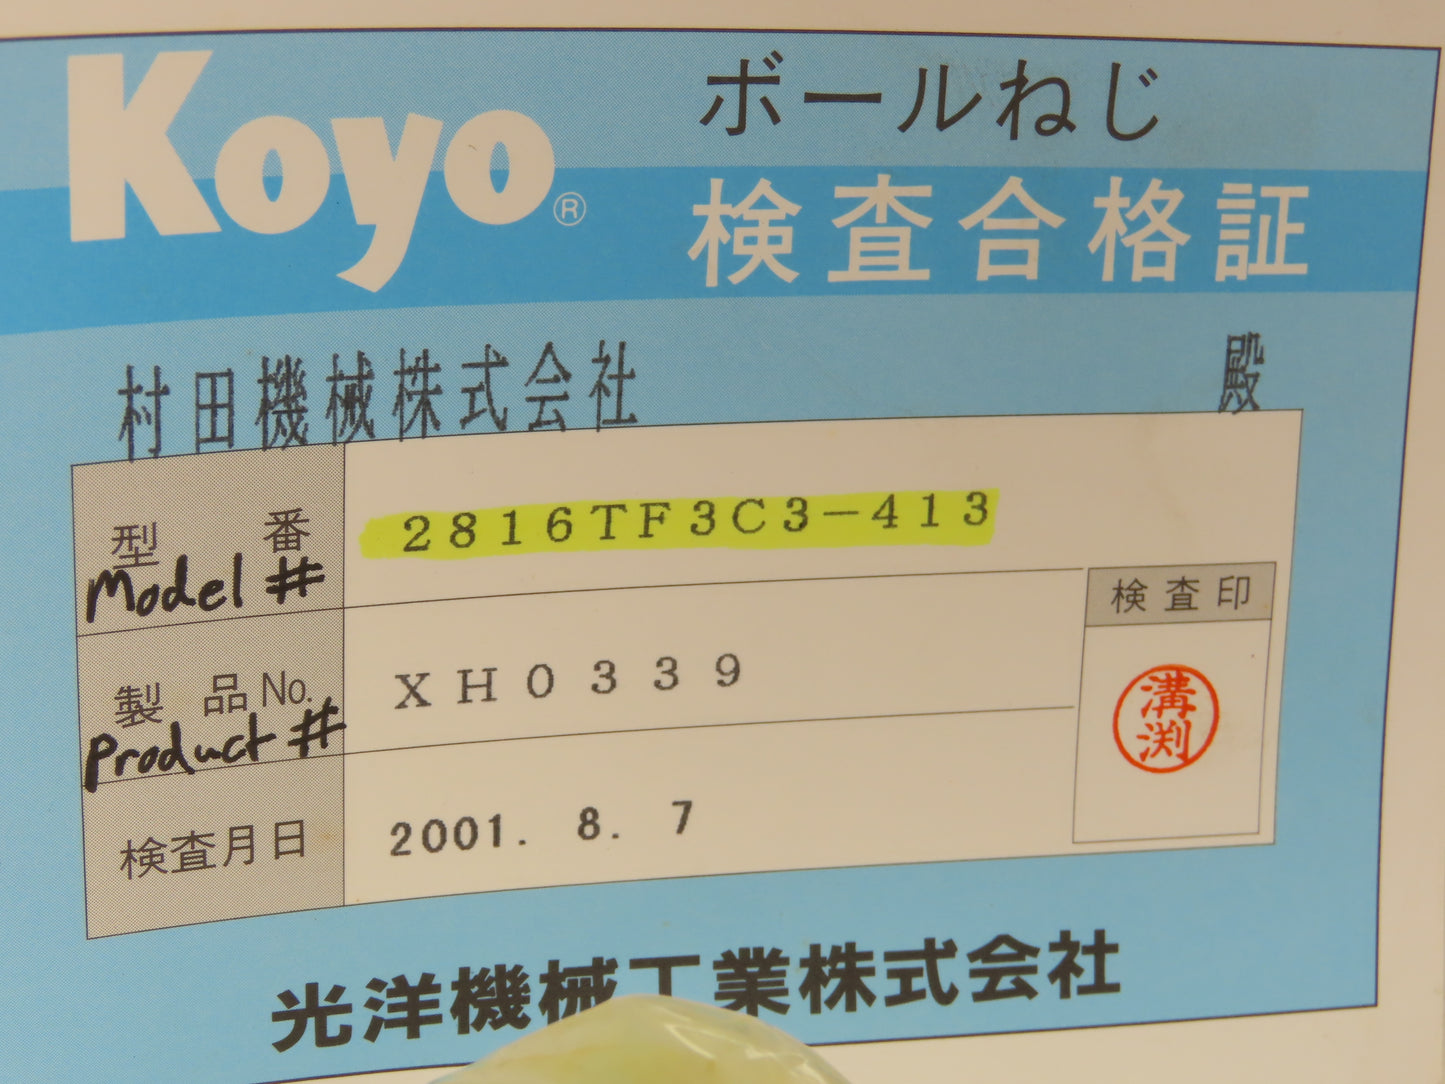 Koyo®
ボールねじ
検査合格証
村田機械株式会社 殿
型番 2816TF3C3-413
Model #
製品No. XH0339
Product #
検査月日 2001. 8. 7
検査印
溝渕
光洋機械工業株式会社